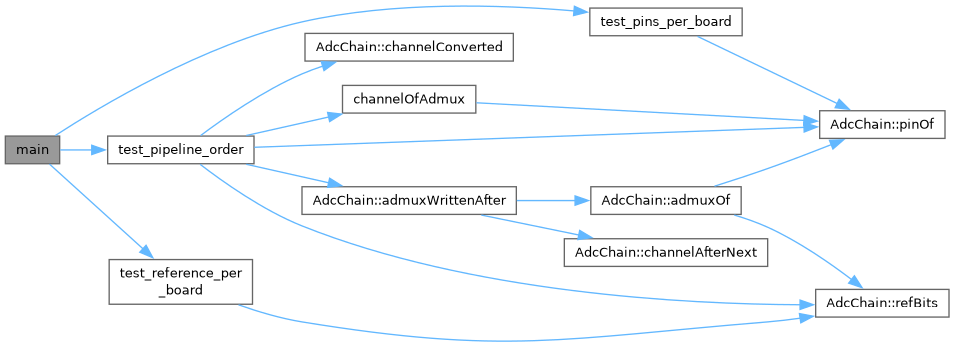 main
test_pins_per_board
AdcChain::channelConverted
channelOfAdmux
AdcChain::pinOf
test_pipeline_order
AdcChain::admuxWrittenAfter
AdcChain::admuxOf
AdcChain::channelAfterNext
test_reference_per
_board
AdcChain::refBits